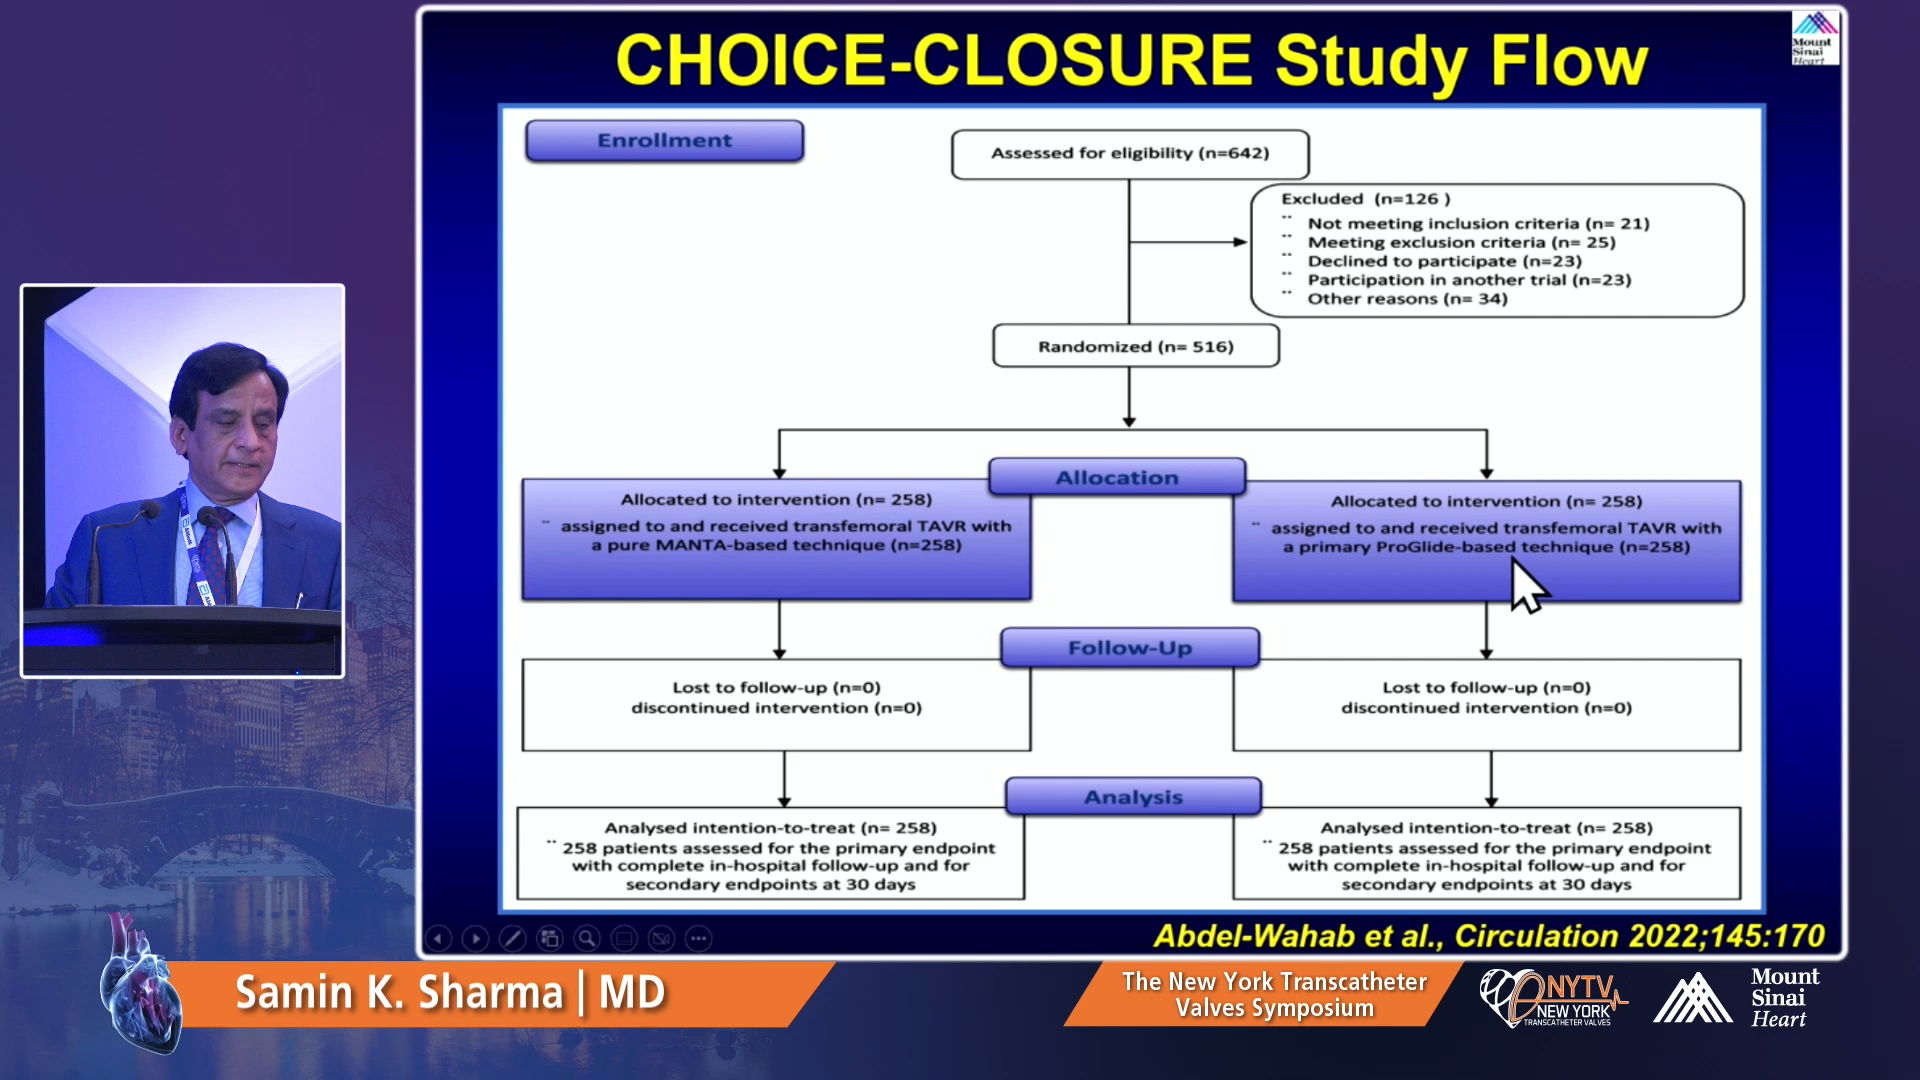 CHOICE-CLOSURE Study Flow
Mount
Sinai
Heart
Enrollment
Assessed for eligibility (n=642)
Excluded (n=126 )
¨ Not meeting inclusion criteria (n= 21)
¨ Meeting exclusion criteria (n= 25)
¨ Declined to participate (n=23)
¨ Participation in another trial (n=23)
¨ Other reasons (n= 34)
Randomized (n= 516)
Allocation
Allocated to intervention (n= 258)
¨ assigned to and received transfemoral TAVR with
a pure MANTA-based technique (n=258)
Allocated to intervention (n= 258)
¨ assigned to and received transfemoral TAVR with
a primary ProGlide-based technique (n=258)
Follow-Up
Lost to follow-up (n=0)
discontinued intervention (n=0)
Lost to follow-up (n=0)
discontinued intervention (n=0)
Analysis
Analysed intention-to-treat (n= 258)
¨ 258 patients assessed for the primary endpoint
with complete in-hospital follow-up and for
secondary endpoints at 30 days
Analysed intention-to-treat (n= 258)
¨ 258 patients assessed for the primary endpoint
with complete in-hospital follow-up and for
secondary endpoints at 30 days
Abdel-Wahab et al., Circulation 2022;145:170
Samin K. Sharma | MD
The New York Transcatheter
Valves Symposium
NYTV
NEW YORK
TRANSCATHETER VALVES
Mount
Sinai
Heart